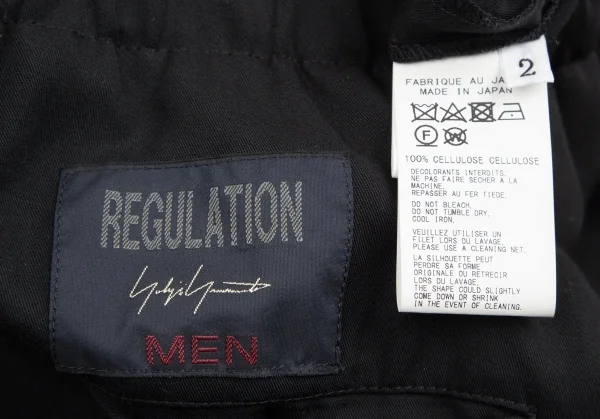 REGULATION
Yohji Yamamoto
MEN
2
FABRIQUE AU JA
MADE IN JAPAN
F
W
100% CELLULOSE CELLULOSE
DECOLORANTS INTERDITS.
NE PAS FAIRE SECHER A LA
MACHINE.
REPASSER AU FER TIEDE.
DO NOT BLEACH.
DO NOT TUMBLE DRY.
COOL IRON.
VEUILLEZ UTILISER UN
FILET LORS DU LAVAGE.
PLEASE USE A CLEANING NET.
LA SILHOUETTE PEUT
PERDRE SA FORME
ORIGINALE OU RETRECIR
LORS DU LAVAGE.
THE SHAPE COULD SLIGHTLY
COME DOWN OR SHRINK
IN THE EVENT OF CLEANING.